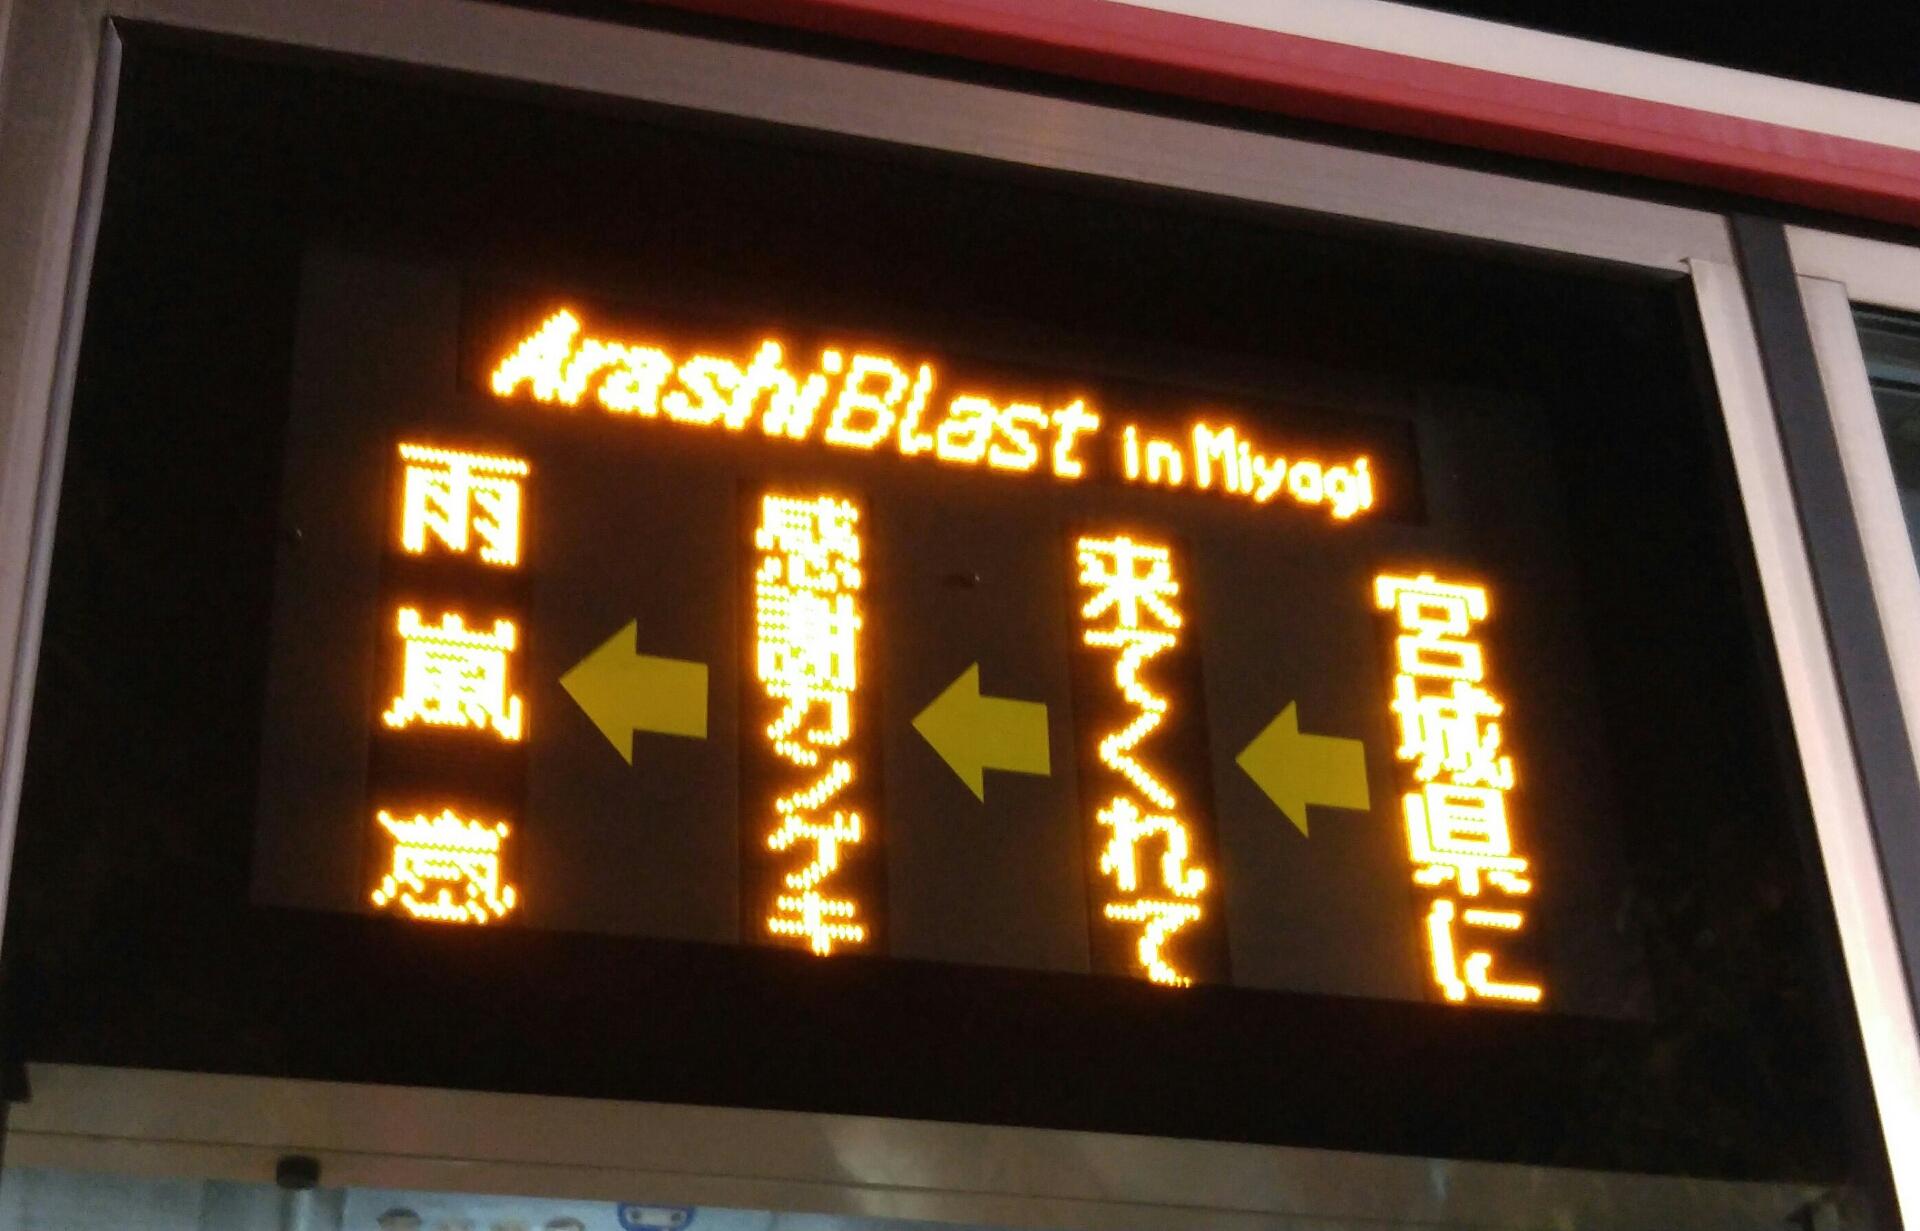 ArashiBlast in Miyagi
宮城県に
来てくれて
感謝カンゲキ
雨嵐